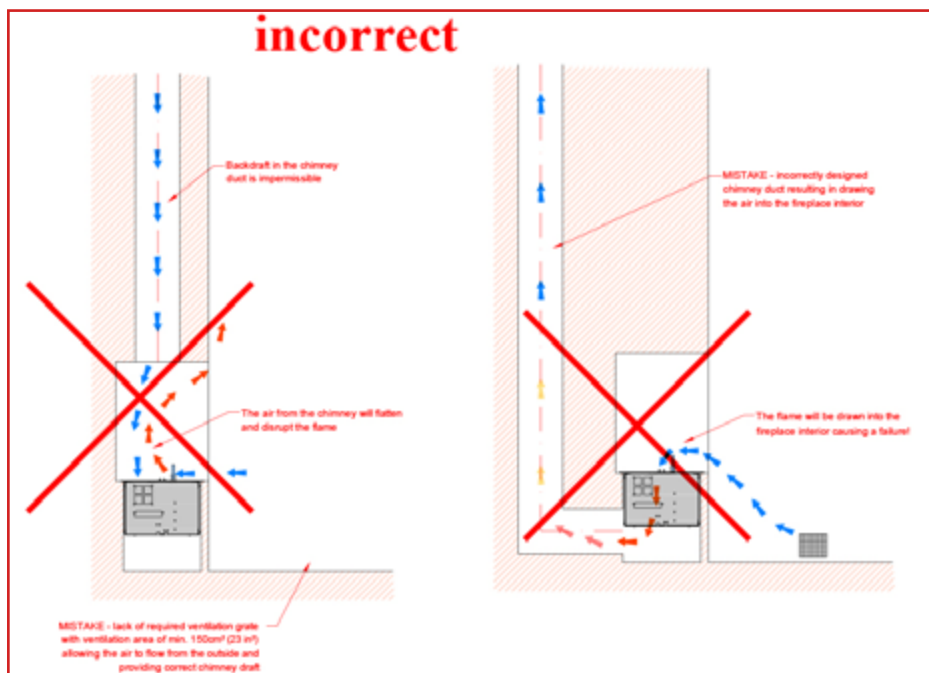 incorrect
Backdraft in the chimney
duct is impermissible
MISTAKE - incorrectly designed
chimney duct resulting in drawing
the air into the fireplace interior
The air from the chimney will flatten
and disrupt the flame
The flame will be drawn into the
fireplace interior causing a failure!
MISTAKE - lack of required ventilation grate
with ventilation area of min. 150cm² (23 in²)
allowing the air to flow from the outside and
providing correct chimney draft